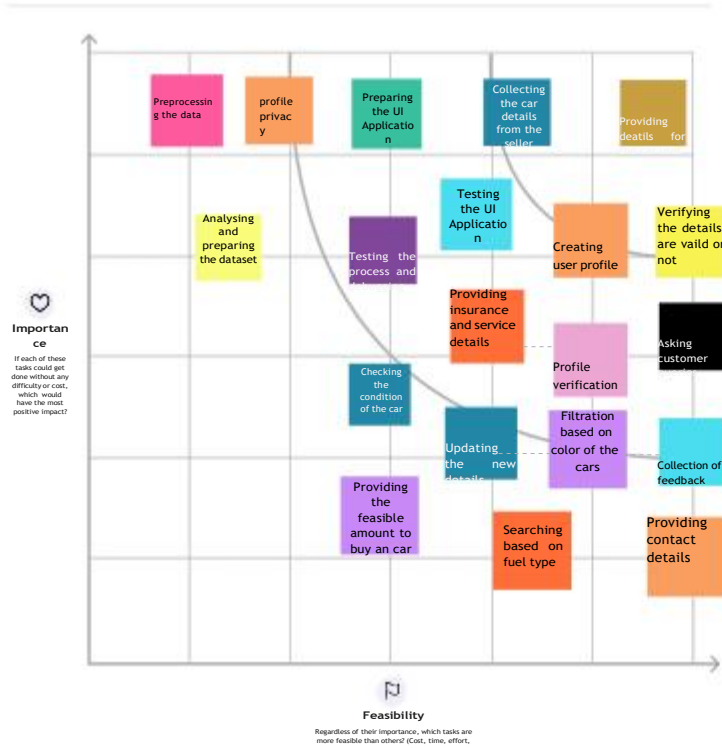 Preprocessin
g the data
profile
privac
y
Preparing
the UI
Applicatio
n
Collecting
the car
details
from the
seller
Providing
deatils for
Analysing
and
preparing
the dataset
Testing the
process and
Testing
the UI
Applicatio
n
Creating
user profile
Verifying
the details
are vaild or
not
Providing
insurance
and service
details
Profile
verification
Asking
customer
Checking
the
condition
of the car
Updating
the new
details
Filtration
based on
color of the
cars
Collection of
feedback
Providing
the
feasible
amount to
buy an car
Searching
based on
fuel type
Providing
contact
details
Importan
ce
If each of these
tasks could get
done without any
difficulty or cost,
which would
have the most
positive impact?
Feasibility
Regardless of their importance, which tasks are
more feasible than others? (Cost, time, effort,